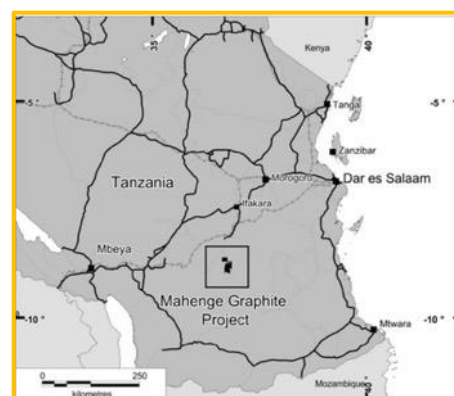 35
40
Kenya
-5 °
-5 °
Tanga
Zanzibar
Morogoro
Dar es Salaam
Tanzania
Ifakara
Mbeya
Mahenge Graphite
Project
-10 °
-10 °
Mtwara
0
250
kilometres
Mozambique
40